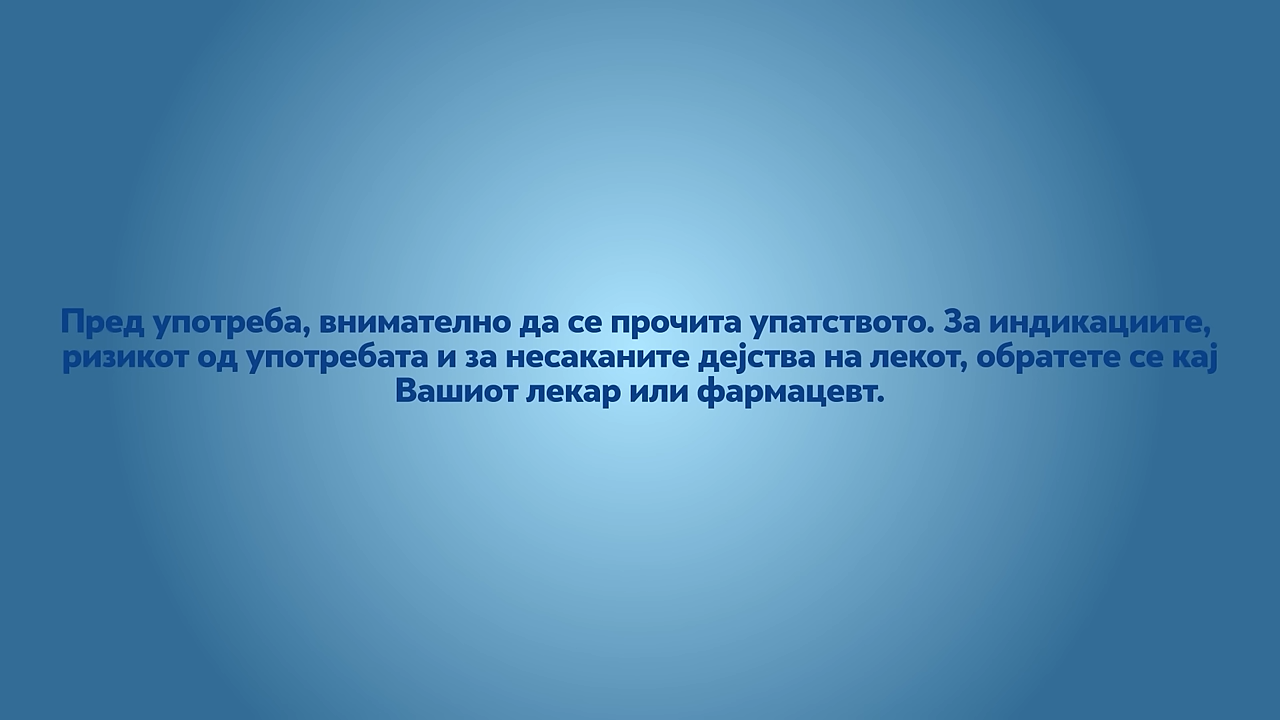 Пред употреба, внимателно да се прочита упатството. За индикациите,
ризикот од употребата и за несаканите дејства на лекот, обратете се кај
Вашиот лекар или фармацевт.